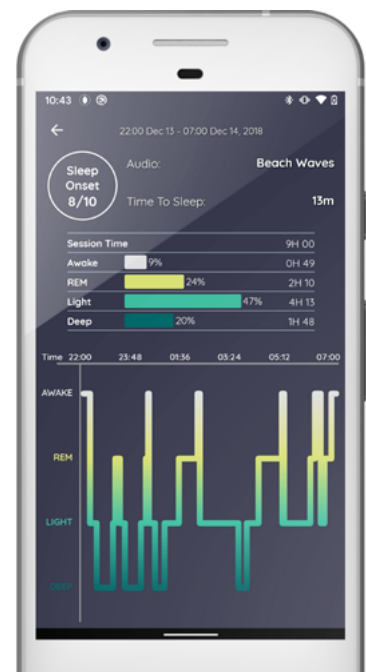 10:43
22:00 Dec 13 - 07:00 Dec 14, 2018
Sleep
Onset
8/10
Audio: Beach Waves
Time To Sleep: 13m
Session Time 9H 00
Awake 9% 0H 49
REM 24% 2H 10
Light 47% 4H 13
Deep 20% 1H 48
Time 22:00 23:48 01:36 03:24 05:12 07:00
AWAKE
REM
LIGHT
DEEP